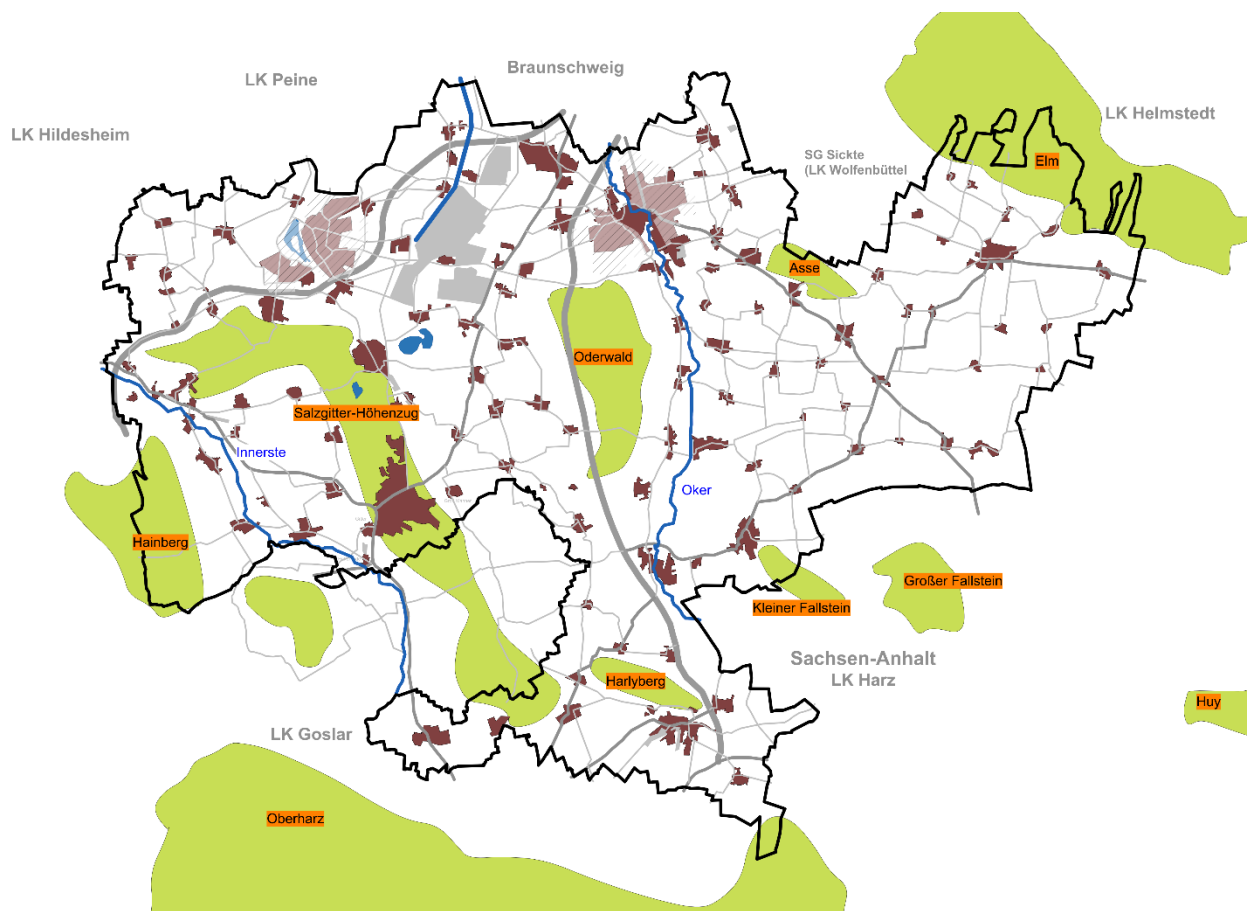 Braunschweig
LK Peine
LK Helmstedt
LK Hildesheim
SG Sickte
(LK Wolfenbüttel
Elm
Asse
Oderwald
Salzgitter-Höhenzug
Innerste
Oker
Hainberg
Großer Fallstein
Kleiner Fallstein
Sachsen-Anhalt
LK Harz
Harlyberg
Huy
LK Goslar
Oberharz